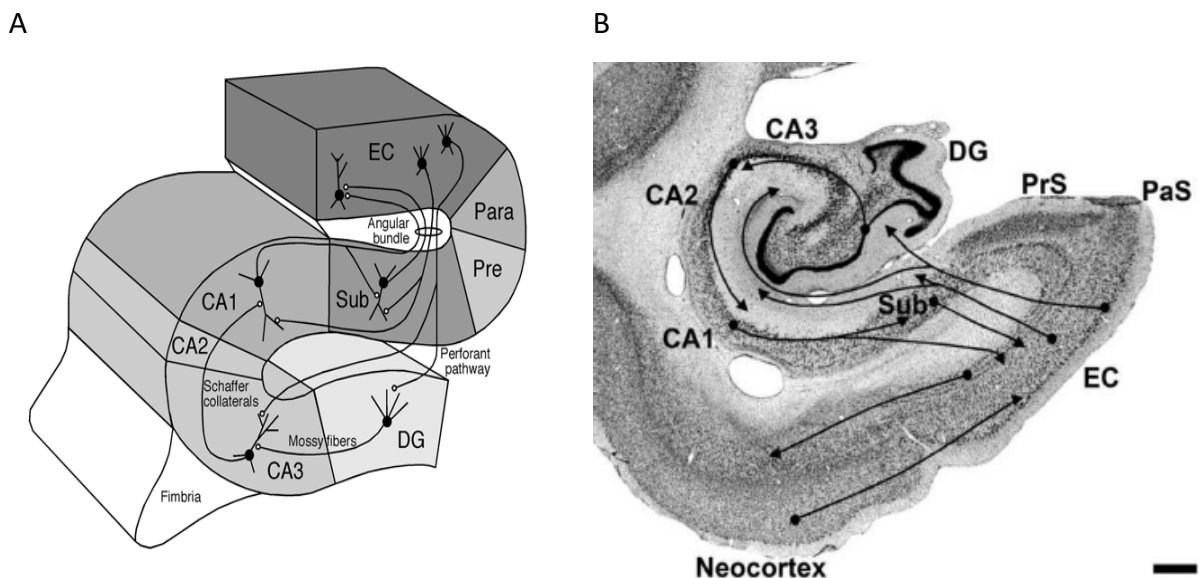 A
EC
Para
Angular
bundle
Pre
CA1
Sub
CA2
Perforant
pathway
Schaffer
collaterals
Mossy fibers
DG
CA3
Fimbria
B
CA3
DG
CA2
PrS
PaS
Sub
CA1
EC
Neocortex